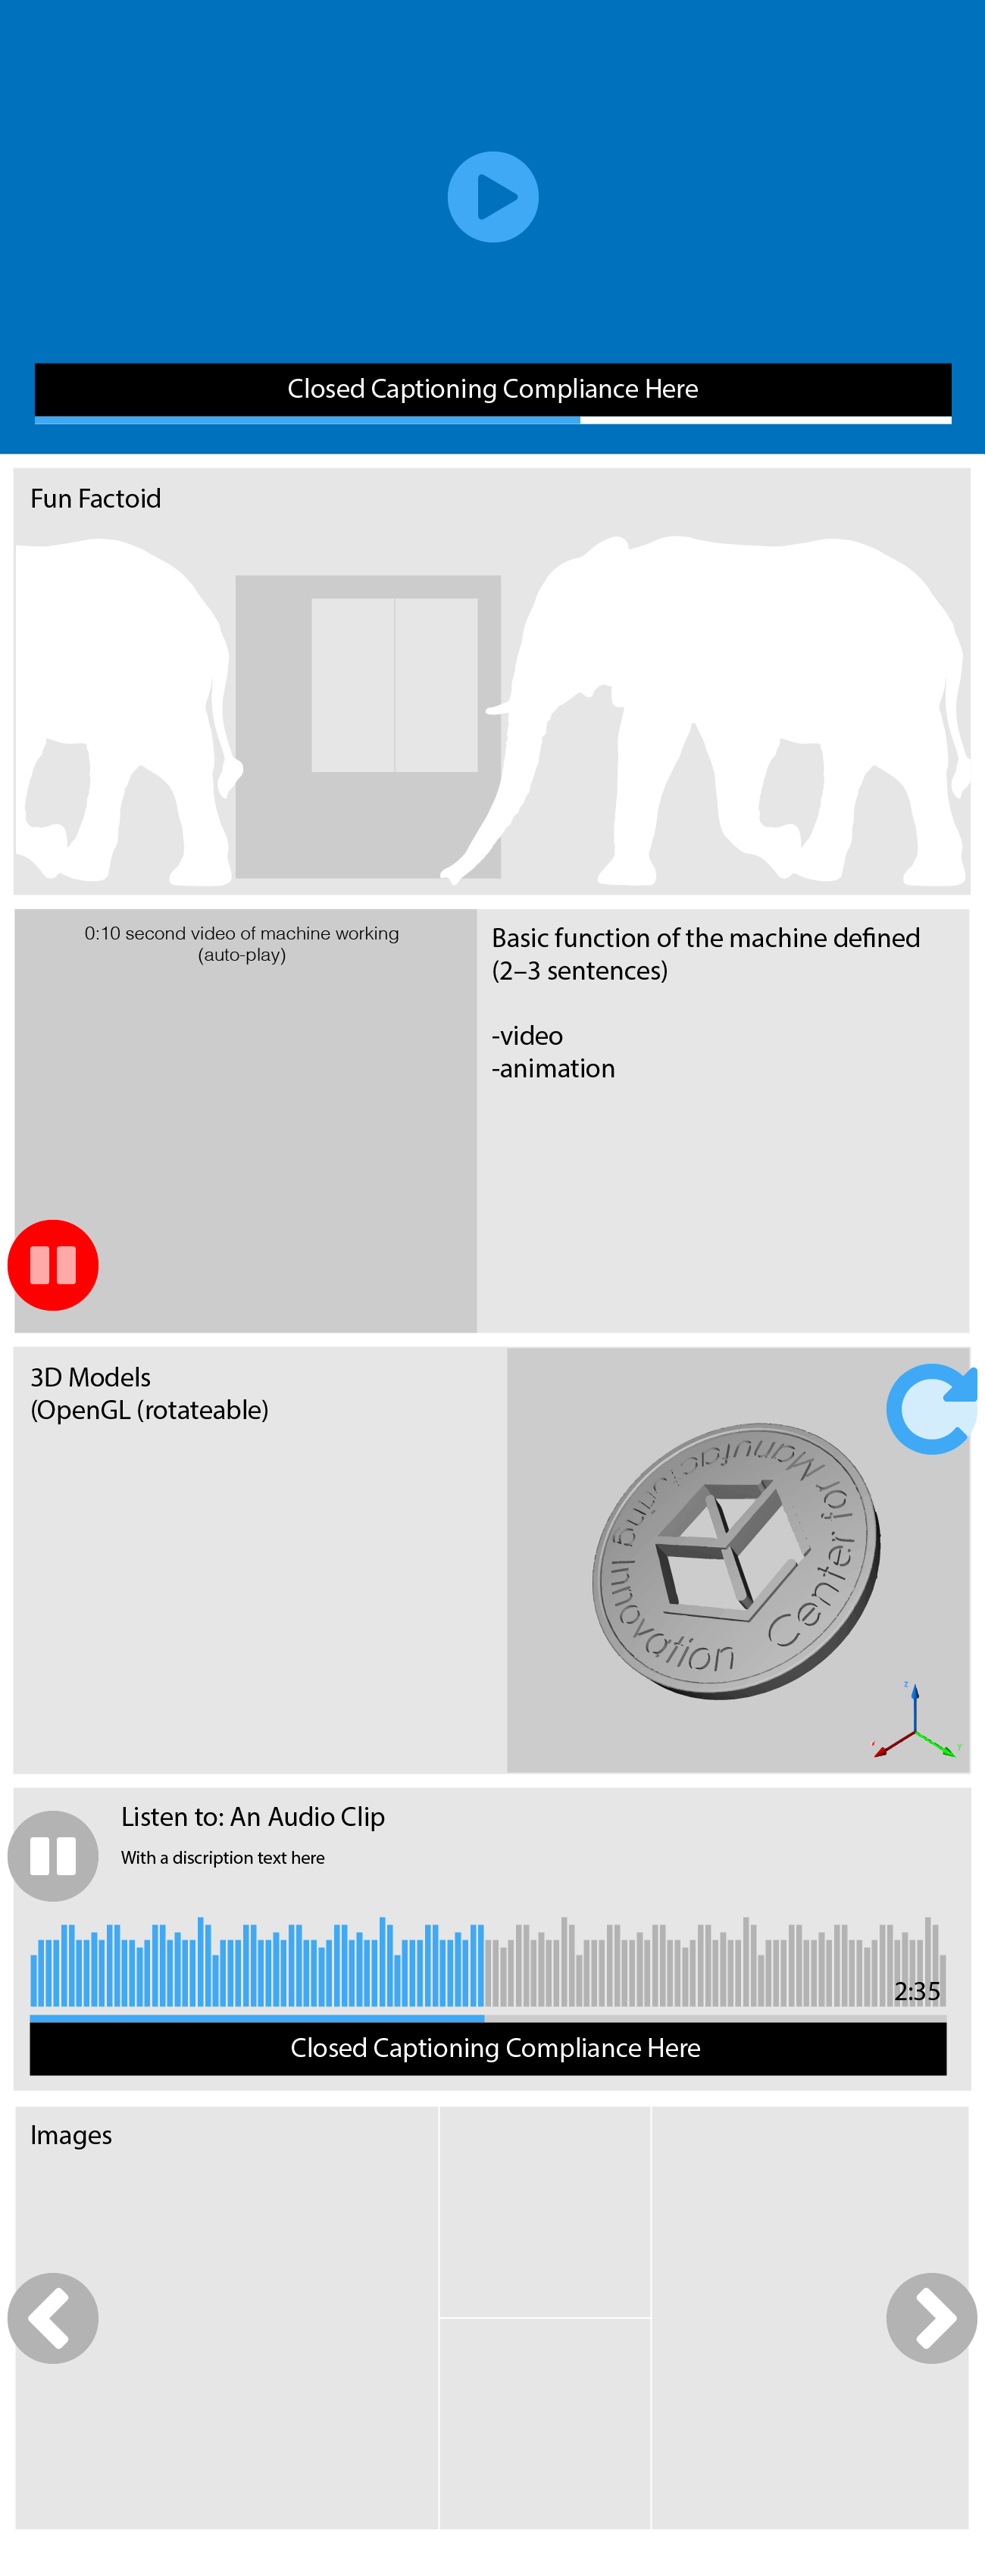 Closed Captioning Compliance Here
Fun Factoid
0:10 second video of machine working
(auto-play)
Basic function of the machine defined
(2–3 sentences)
-video
-animation
3D Models
(OpenGL (rotateable)
Center for Manufacturing Innovation
Z
Y
Listen to: An Audio Clip
With a discription text here
2:35
Closed Captioning Compliance Here
Images